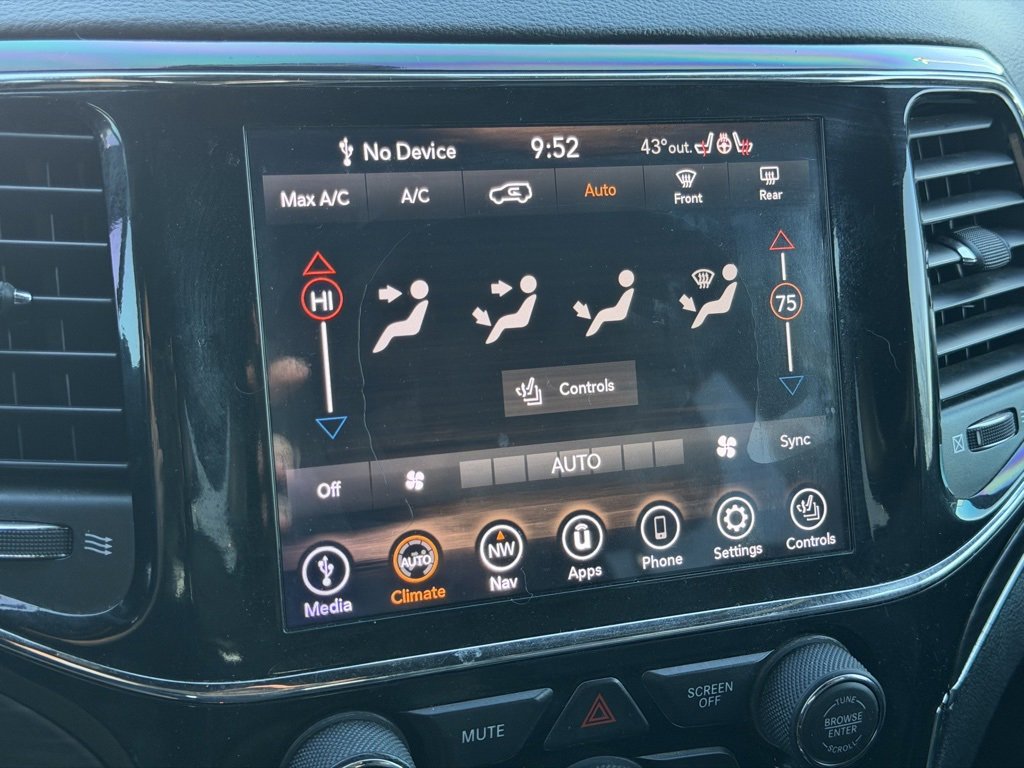 No Device 9:52 43°out.
Max A/C A/C Auto Front Rear
HI 75
Controls
Off AUTO Sync
AUTO NW
Media Climate Nav Apps Phone Settings Controls
MUTE SCREEN OFF
TUNE
BROWSE
ENTER
SCROLL